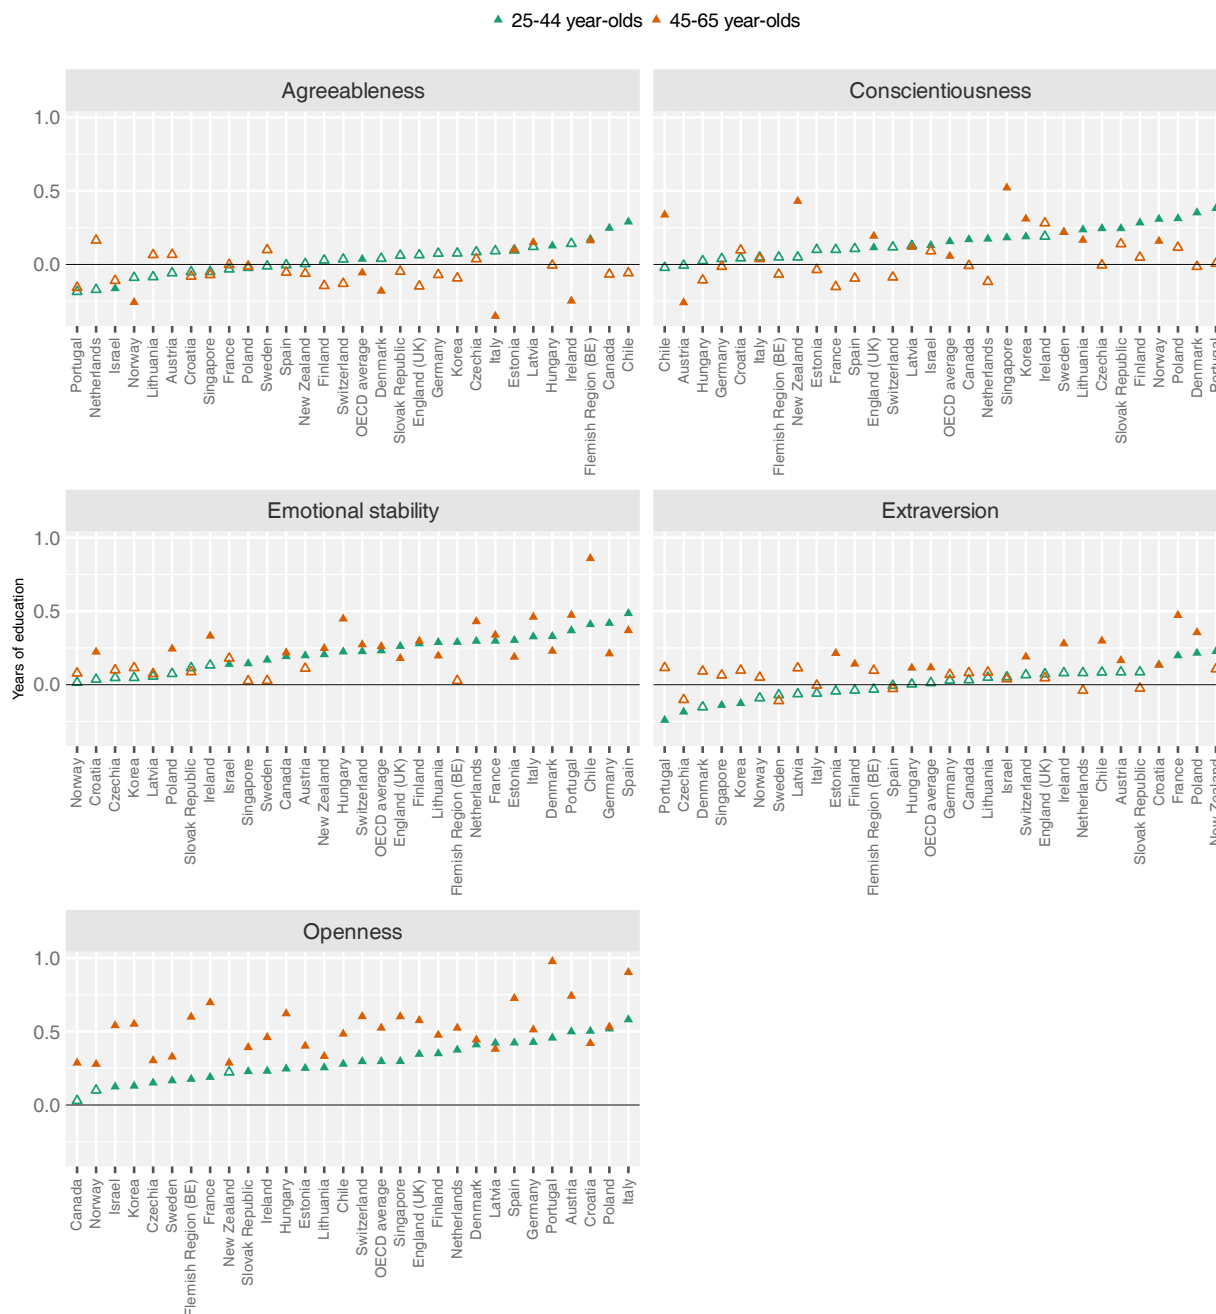 25-44 year-olds 45-65 year-olds
Agreeableness
Conscientiousness
1.0
0.5
0.0
Portugal
Netherlands
Israel
Norway
Lithuania
Austria
Croatia
Singapore
France
Poland
Sweden
Spain
New Zealand
Finland
Switzerland
OECD average
Denmark
Slovak Republic
England (UK)
Germany
Korea
Czechia
Italy
Estonia
Latvia
Hungary
Ireland
Flemish Region (BE)
Canada
Chile
Chile
Austria
Hungary
Germany
Croatia
Italy
Flemish Region (BE)
New Zealand
Estonia
France
Spain
England (UK)
Switzerland
Latvia
Israel
OECD average
Canada
Netherlands
Singapore
Korea
Ireland
Sweden
Lithuania
Czechia
Slovak Republic
Finland
Norway
Poland
Denmark
Portugal
Years of education
Emotional stability
Extraversion
1.0
0.5
0.0
Norway
Croatia
Czechia
Korea
Latvia
Poland
Slovak Republic
Ireland
Israel
Singapore
Sweden
Canada
Austria
New Zealand
Hungary
Switzerland
OECD average
England (UK)
Finland
Lithuania
Flemish Region (BE)
Netherlands
France
Estonia
Italy
Denmark
Portugal
Chile
Germany
Spain
Portugal
Czechia
Denmark
Singapore
Korea
Norway
Sweden
Latvia
Italy
Estonia
Finland
Flemish Region (BE)
Spain
Hungary
OECD average
Germany
Canada
Lithuania
Israel
Switzerland
England (UK)
Ireland
Netherlands
Chile
Austria
Slovak Republic
Croatia
France
Poland
New Zealand
Openness
1.0
0.5
0.0
Canada
Norway
Israel
Korea
Czechia
Sweden
Flemish Region (BE)
France
New Zealand
Slovak Republic
Ireland
Hungary
Estonia
Lithuania
Chile
Switzerland
OECD average
Singapore
England (UK)
Finland
Netherlands
Denmark
Latvia
Spain
Germany
Portugal
Austria
Croatia
Poland
Italy